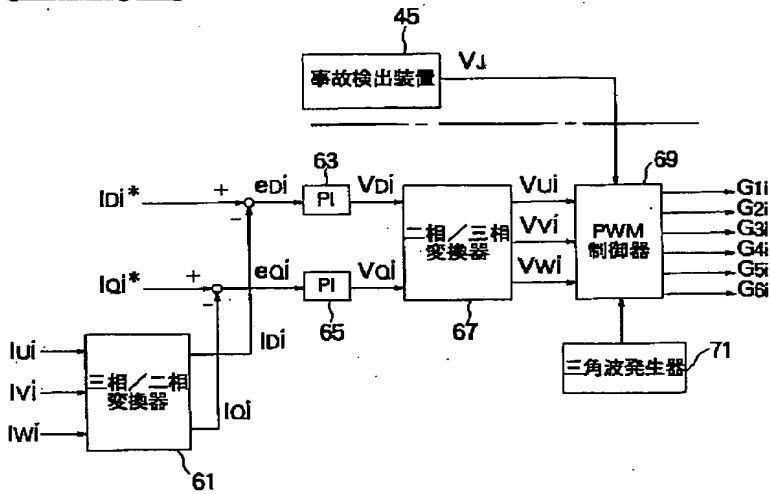 45
事故検出装置
VJ
63
69
IDi*
+
-
eDi
PI
VDi
二相/三相
変換器
VUi
VVi
VWi
PWM
制御器
G1i
G2i
G3i
G4i
G5i
G6i
IQi*
+
-
eQi
PI
VQi
65
67
IDi
三角波発生器
71
IUi
IVi
IWi
三相/二相
変換器
IQi
61